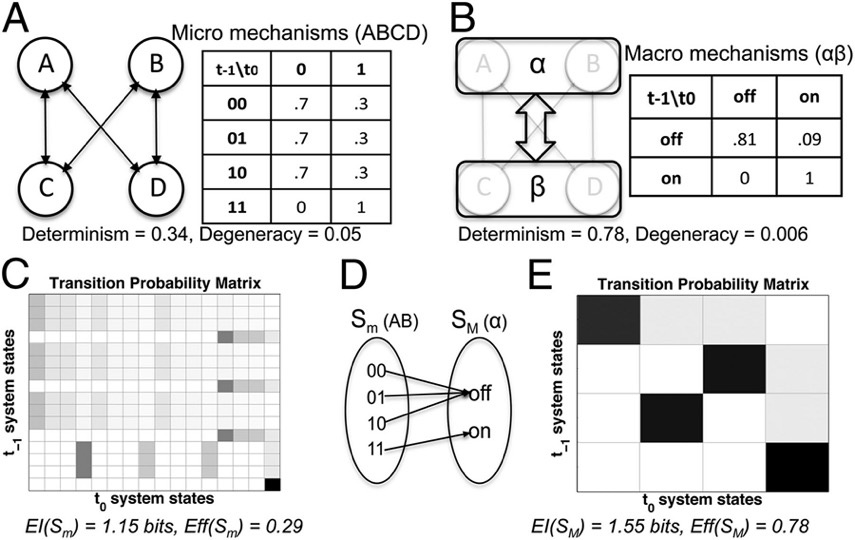 A
Micro mechanisms (ABCD)
A B
C D
t-1\t0 0 1
00 .7 .3
01 .7 .3
10 .7 .3
11 0 1
Determinism = 0.34, Degeneracy = 0.05
B
Macro mechanisms (αβ)
A α B
C β D
t-1\t0 off on
off .81 .09
on 0 1
Determinism = 0.78, Degeneracy = 0.006
C
Transition Probability Matrix
t₋₁ system states
t₀ system states
EI(Sₘ) = 1.15 bits, Eff(Sₘ) = 0.29
D
Sₘ (AB) S_M (α)
00
01
10
11
off
on
E
Transition Probability Matrix
t₋₁ system states
t₀ system states
EI(S_M) = 1.55 bits, Eff(S_M) = 0.78